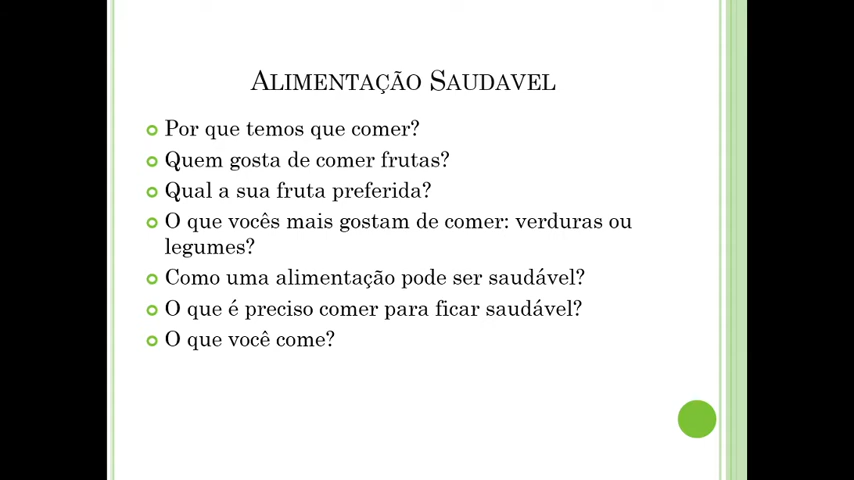 Alimentação Saudavel
Por que temos que comer?
Quem gosta de comer frutas?
Qual a sua fruta preferida?
O que vocês mais gostam de comer: verduras ou
legumes?
Como uma alimentação pode ser saudável?
O que é preciso comer para ficar saudável?
O que você come?